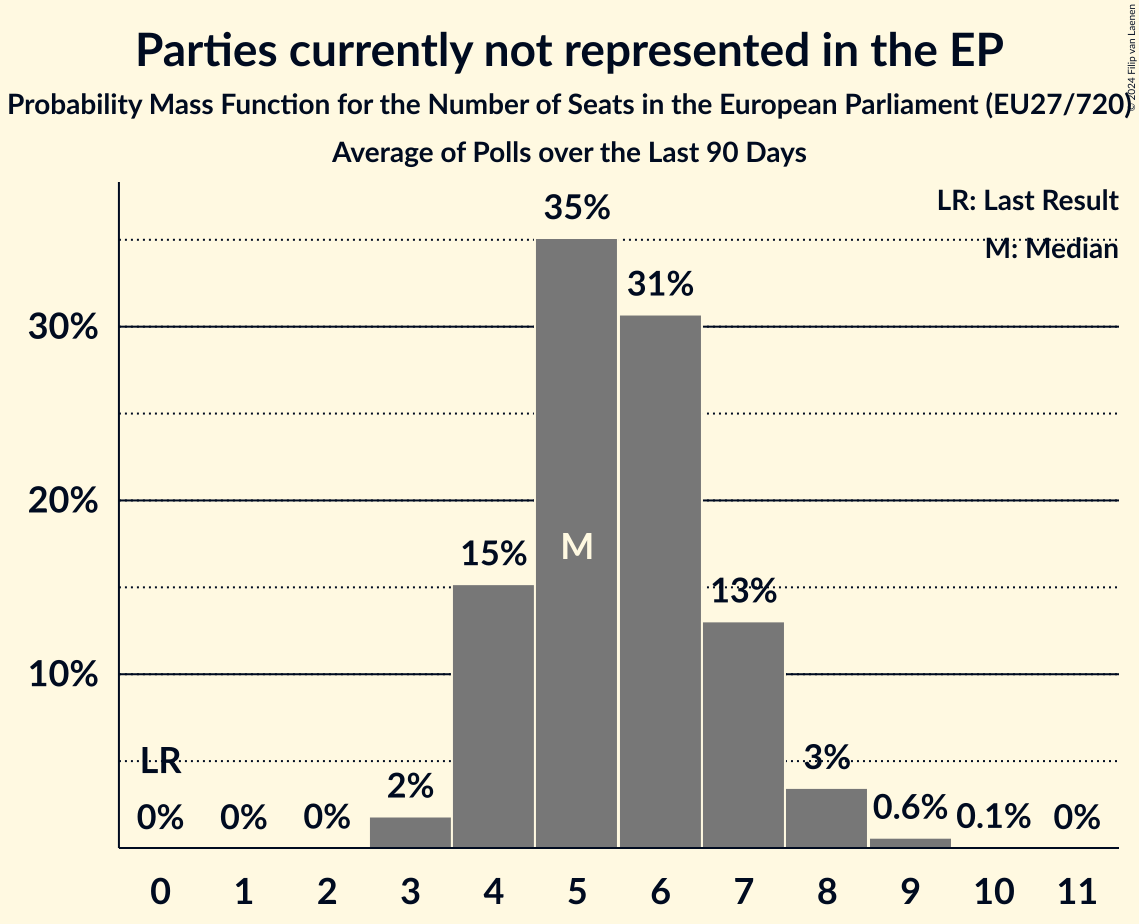 Parties currently not represented in the EP
Probability Mass Function for the Number of Seats in the European Parliament (EU27/720)
Average of Polls over the Last 90 Days
© 2024 Filip van Laenen
LR: Last Result
M: Median
35%
31%
30%
20%
15%
M
13%
10%
LR
2%
3%
0%
0%
0%
0.6%
0.1%
0%
0 1 2 3 4 5 6 7 8 9 10 11